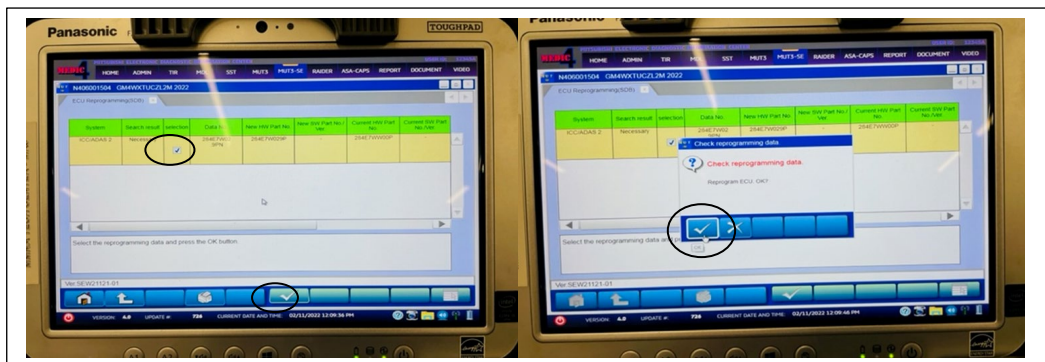 Panasonic
TOUGHPAD
HOME ADMIN TIR SST MUT3 MUT3-SE RAIDER ASA-CAPS REPORT DOCUMENT VIDEO
N406001504 GM4WXTUCZL2M 2022
ECU Reprogramming(SDB)
System Search result selection Data No. New HW Part No. New SW Part No./Ver. Current HW Part No. Current SW Part No./Ver.
ICC/ADAS 2 Necessary
Select the reprogramming data and press the OK button.
Ver.SEW21121-01
VERSION: 4.0 UPDATE #: 726 CURRENT DATE AND TIME: 02/11/2022 12:09:36 PM
Panasonic
HOME ADMIN TIR SST MUT3 MUT3-SE RAIDER ASA-CAPS REPORT DOCUMENT VIDEO
N406001504 GM4WXTUCZL2M 2022
ECU Reprogramming(SDB)
System Search result selection Data No. New HW Part No. New SW Part No./Ver. Current HW Part No. Current SW Part No./Ver.
ICC/ADAS 2 Necessary
Check reprogramming data
Check reprogramming data.
Reprogram ECU. OK?
Select the reprogramming data and
OK
Ver.SEW21121-01
VERSION: 4.0 UPDATE #: 726 CURRENT DATE AND TIME: 02/11/2022 12:09:46 PM